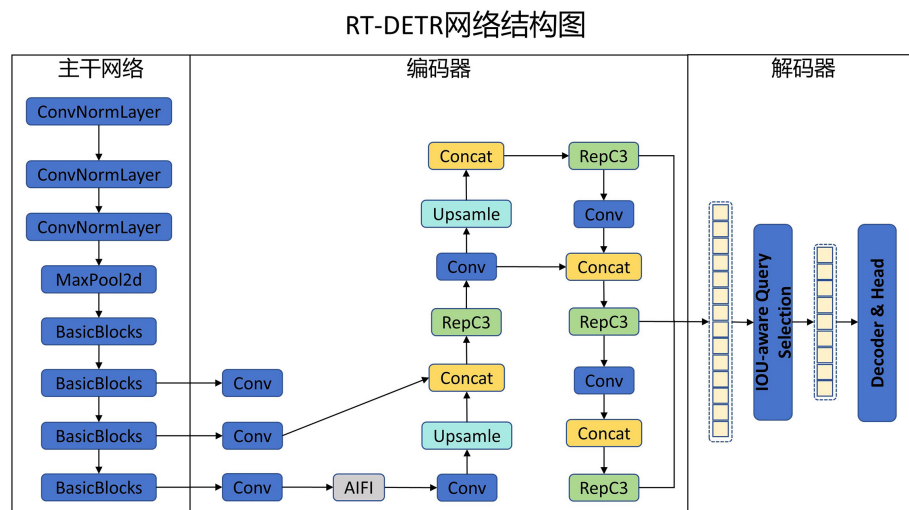 RT-DETR网络结构图
主干网络
编码器
解码器
ConvNormLayer
ConvNormLayer
ConvNormLayer
MaxPool2d
BasicBlocks
BasicBlocks
BasicBlocks
BasicBlocks
Conv
Conv
Conv
AIFI
Concat
Upsamle
Conv
RepC3
Concat
Upsamle
Conv
RepC3
Conv
Concat
RepC3
Conv
Concat
RepC3
IOU-aware Query
Selection
Decoder & Head